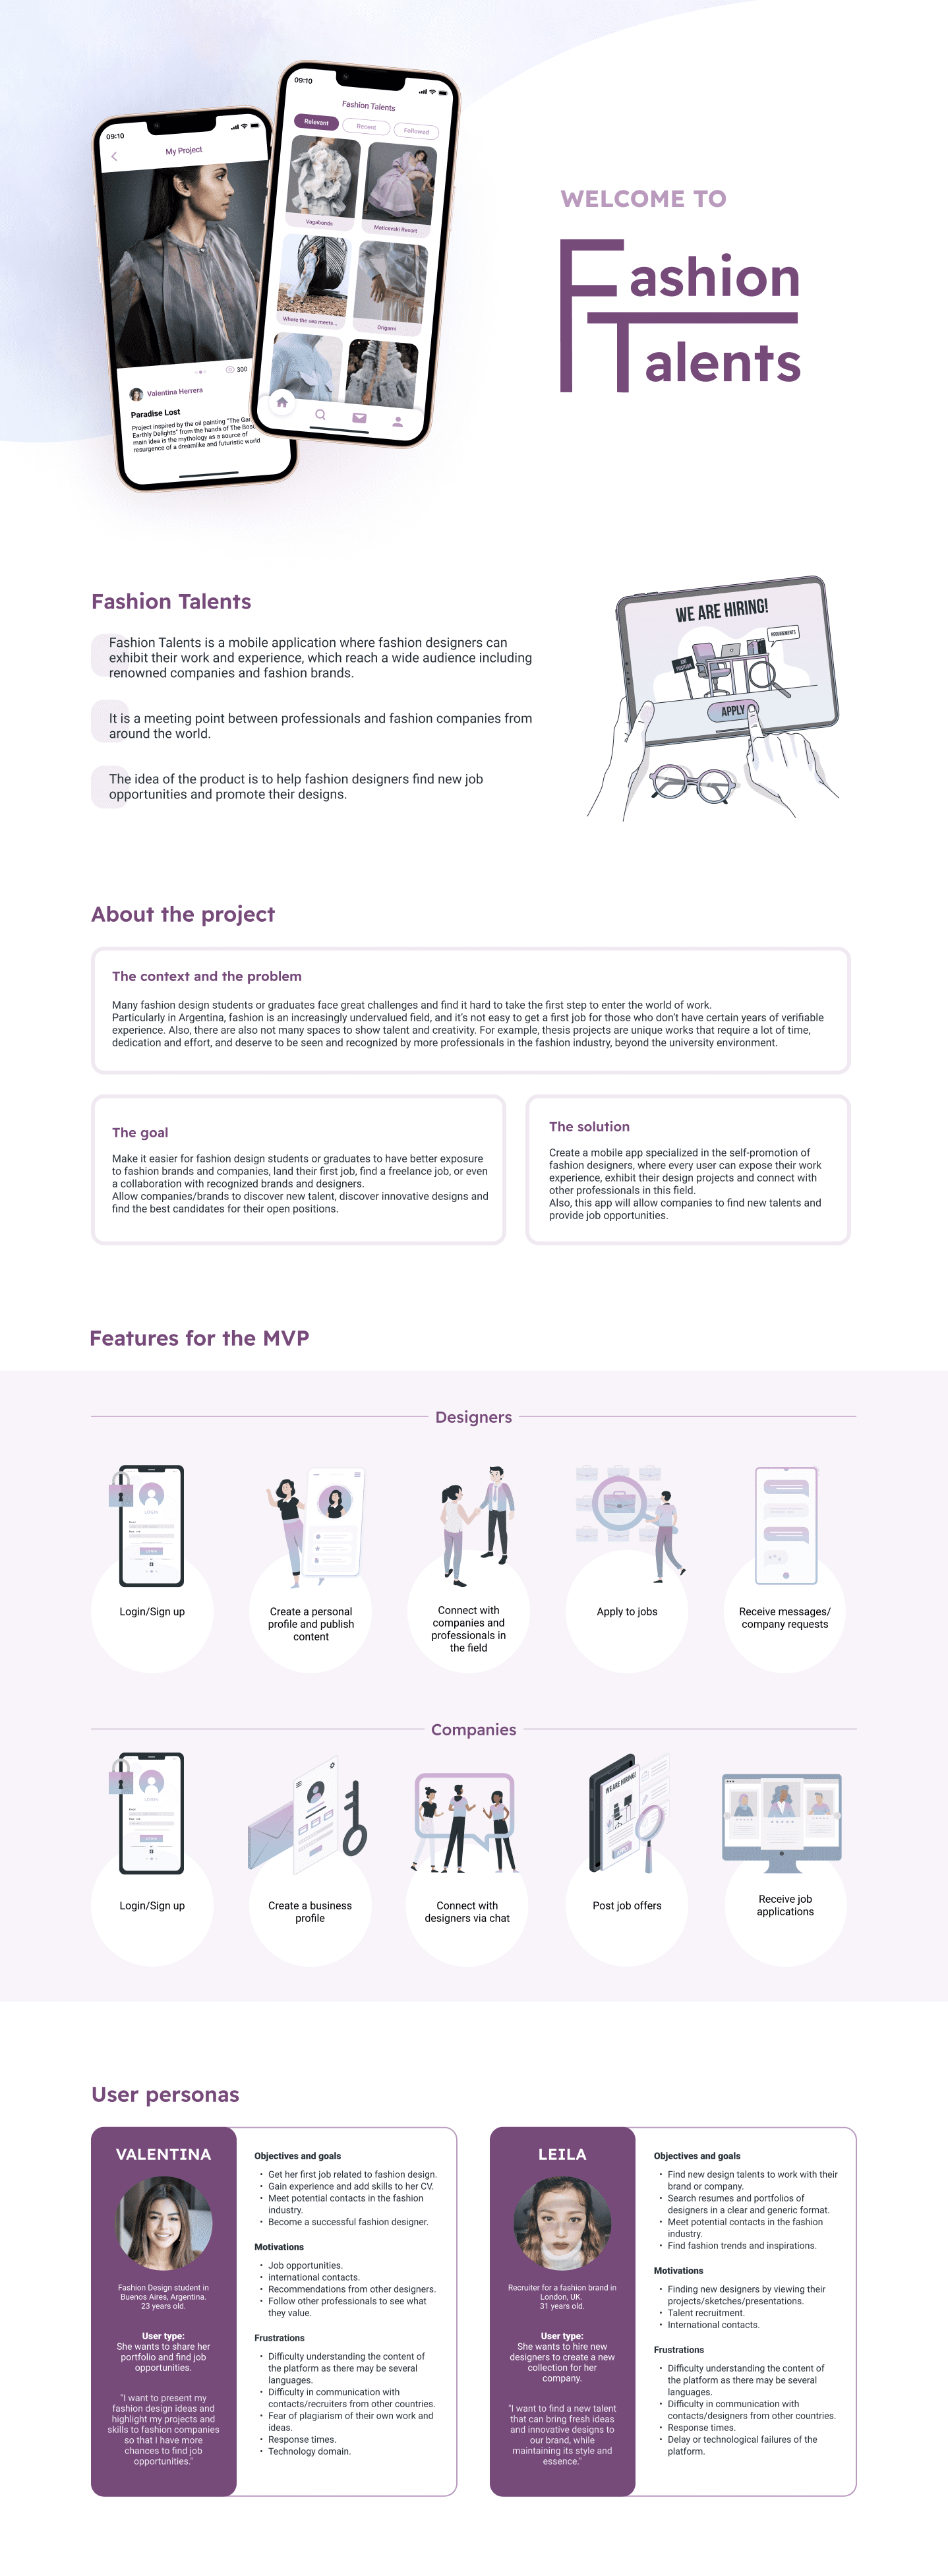 09:10
My Project
300
Valentina Herrera
Paradise Lost
Project inspired by the oil painting "The Gar
Earthly Delights" from the hands of The Bosc
main idea is the mythology as a source of
resurgence of a dreamlike and futuristic world
09:10
Fashion Talents
Relevant
Recent
Followed
Vagabonds
Maticevski Resort
Where the sea meets...
Origami
WELCOME TO
Fashion
Talents
Fashion Talents
Fashion Talents is a mobile application where fashion designers can
exhibit their work and experience, which reach a wide audience including
renowned companies and fashion brands.
It is a meeting point between professionals and fashion companies from
around the world.
The idea of the product is to help fashion designers find new job
opportunities and promote their designs.
WE ARE HIRING!
REQUIREMENTS
JOB
POSITION
APPLY
About the project
The context and the problem
Many fashion design students or graduates face great challenges and find it hard to take the first step to enter the world of work.
Particularly in Argentina, fashion is an increasingly undervalued field, and it's not easy to get a first job for those who don't have certain years of verifiable
experience. Also, there are also not many spaces to show talent and creativity. For example, thesis projects are unique works that require a lot of time,
dedication and effort, and deserve to be seen and recognized by more professionals in the fashion industry, beyond the university environment.
The goal
Make it easier for fashion design students or graduates to have better exposure
to fashion brands and companies, land their first job, find a freelance job, or even
a collaboration with recognized brands and designers.
Allow companies/brands to discover new talent, discover innovative designs and
find the best candidates for their open positions.
The solution
Create a mobile app specialized in the self-promotion of
fashion designers, where every user can expose their work
experience, exhibit their design projects and connect with
other professionals in this field.
Also, this app will allow companies to find new talents and
provide job opportunities.
Features for the MVP
Designers
LOGIN
Login/Sign up
Create a personal
profile and publish
content
Connect with
companies and
professionals in
the field
Apply to jobs
Receive messages/
company requests
Companies
LOGIN
WE ARE HIRING!
Login/Sign up
Create a business
profile
Connect with
designers via chat
Post job offers
Receive job
applications
User personas
VALENTINA
Fashion Design student in
Buenos Aires, Argentina.
23 years old.
User type:
She wants to share her
portfolio and find job
opportunities.
"I want to present my
fashion design ideas and
highlight my projects and
skills to fashion companies
so that I have more
chances to find job
opportunities."
Objectives and goals
• Get her first job related to fashion design.
• Gain experience and add skills to her CV.
• Meet potential contacts in the fashion
industry.
• Become a successful fashion designer.
Motivations
• Job opportunities.
• international contacts.
• Recommendations from other designers.
• Follow other professionals to see what
they value.
Frustrations
• Difficulty understanding the content of
the platform as there may be several
languages.
• Difficulty in communication with
contacts/recruiters from other countries.
• Fear of plagiarism of their own work and
ideas.
• Response times.
• Technology domain.
LEILA
Recruiter for a fashion brand in
London, UK.
31 years old.
User type:
She wants to hire new
designers to create a new
collection for her
company.
"I want to find a new talent
that can bring fresh ideas
and innovative designs to
our brand, while
maintaining its style and
essence."
Objectives and goals
• Find new design talents to work with their
brand or company.
• Search resumes and portfolios of
designers in a clear and generic format.
• Meet potential contacts in the fashion
industry.
• Find fashion trends and inspirations.
Motivations
• Finding new designers by viewing their
projects/sketches/presentations.
• Talent recruitment.
• International contacts.
Frustrations
• Difficulty understanding the content of
the platform as there may be several
languages.
• Difficulty in communication with
contacts/designers from other countries.
• Response times.
• Delay or technological failures of the
platform.